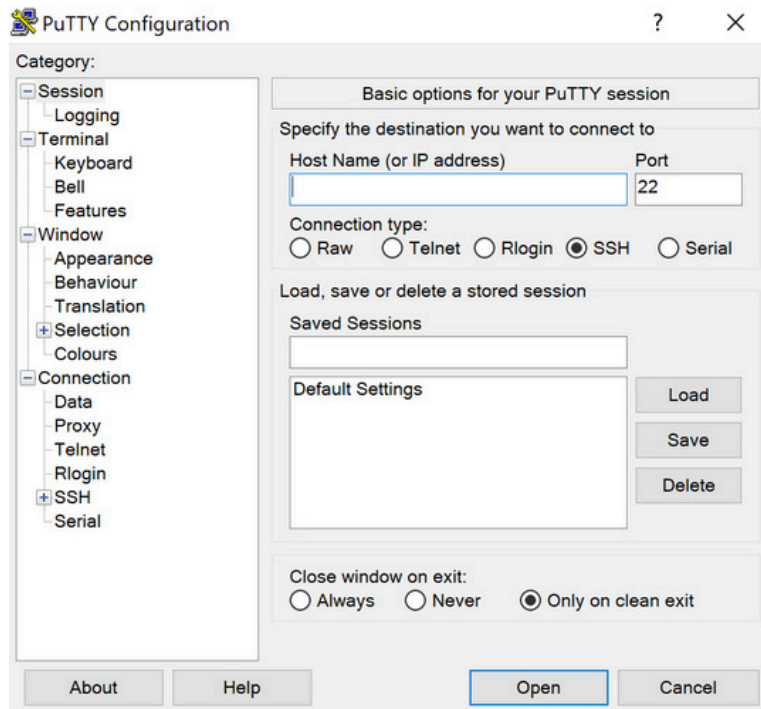 PuTTY Configuration
?
Category:
Session
Logging
Terminal
Keyboard
Bell
Features
Window
Appearance
Behaviour
Translation
Selection
Colours
Connection
Data
Proxy
Telnet
Rlogin
SSH
Serial
Basic options for your PuTTY session
Specify the destination you want to connect to
Host Name (or IP address) Port
22
Connection type:
Raw Telnet Rlogin SSH Serial
Load, save or delete a stored session
Saved Sessions
Default Settings
Load
Save
Delete
Close window on exit:
Always Never Only on clean exit
About Help Open Cancel